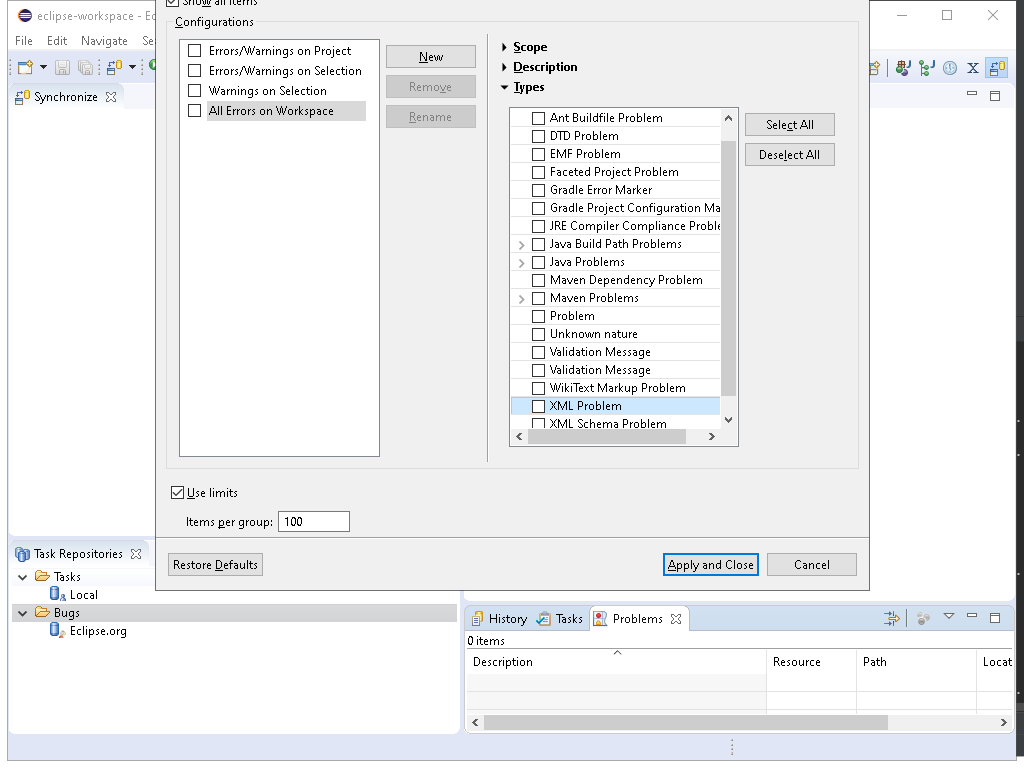 eclipse-workspace - Ec
Show all items
File Edit Navigate Se
Configurations
Synchronize
Errors/Warnings on Project
Errors/Warnings on Selection
Warnings on Selection
All Errors on Workspace
New
Remove
Rename
Scope
Description
Types
Ant Buildfile Problem
DTD Problem
EMF Problem
Faceted Project Problem
Gradle Error Marker
Gradle Project Configuration Ma
JRE Compiler Compliance Proble
Java Build Path Problems
Java Problems
Maven Dependency Problem
Maven Problems
Problem
Unknown nature
Validation Message
Validation Message
WikiText Markup Problem
XML Problem
XML Schema Problem
Select All
Deselect All
Use limits
Items per group: 100
Restore Defaults
Apply and Close
Cancel
Task Repositories
Tasks
Local
Bugs
Eclipse.org
History Tasks Problems
0 items
Description Resource Path Locat